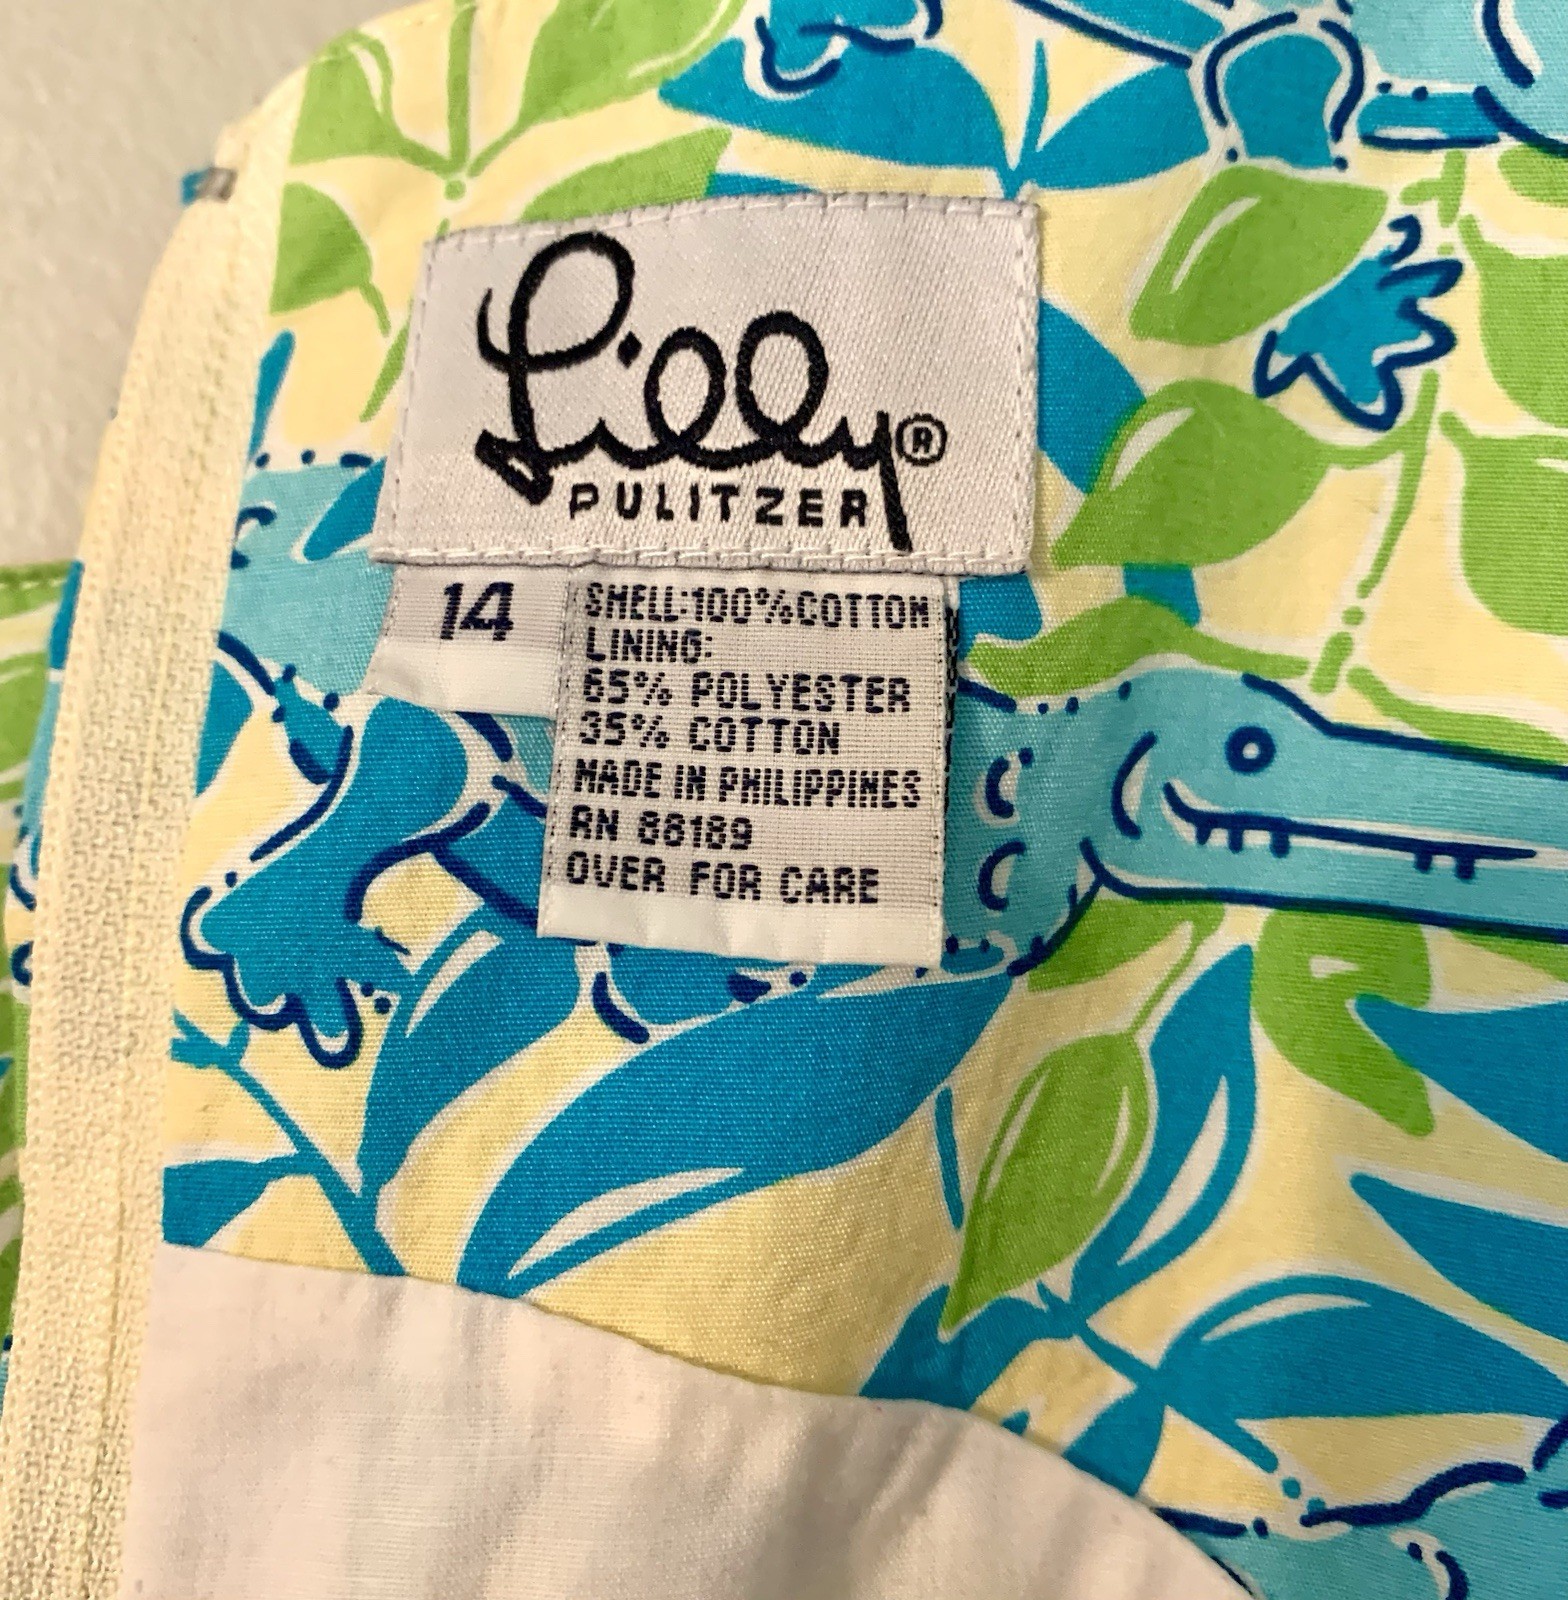 Lilly®
PULITZER
14
SHELL:100%COTTON
LINING:
65% POLYESTER
35% COTTON
MADE IN PHILIPPINES
RN 88189
OVER FOR CARE